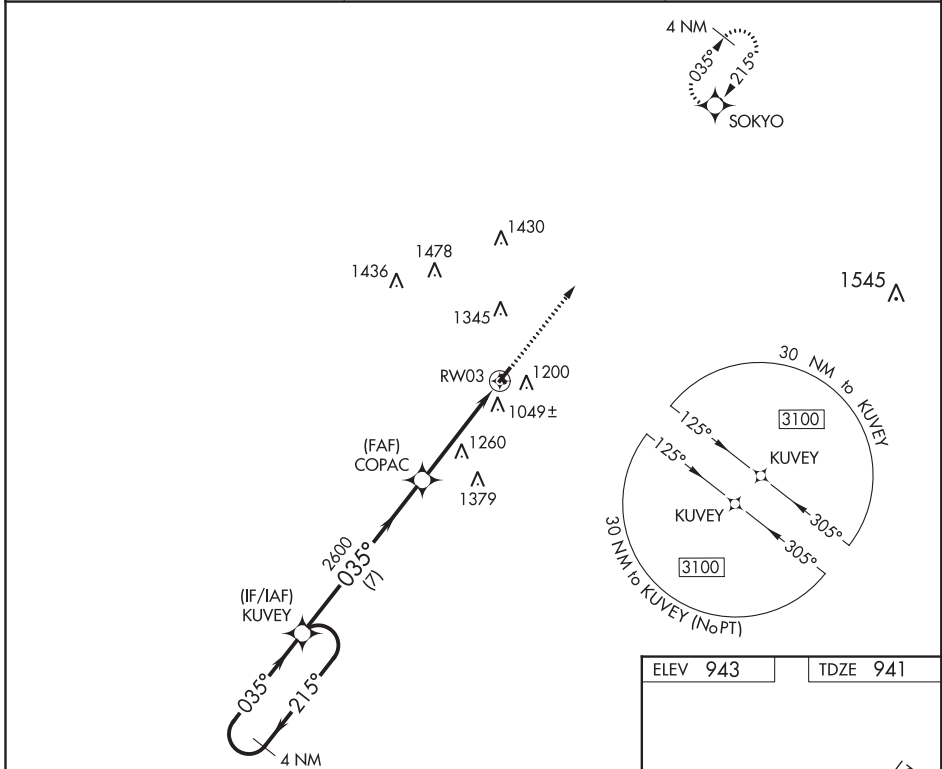 4 NM
035°
215°
SOKYO
1430
1478
1436
1545
1345
RW03
1200
1049±
30 NM to KUVEY
3100
125°
KUVEY
305°
(FAF)
COPAC
1260
1379
125°
KUVEY
305°
3100
30 NM to KUVEY (NoPT)
2600
035°
(7)
(IF/IAF)
KUVEY
035°
215°
4 NM
ELEV 943
TDZE 941